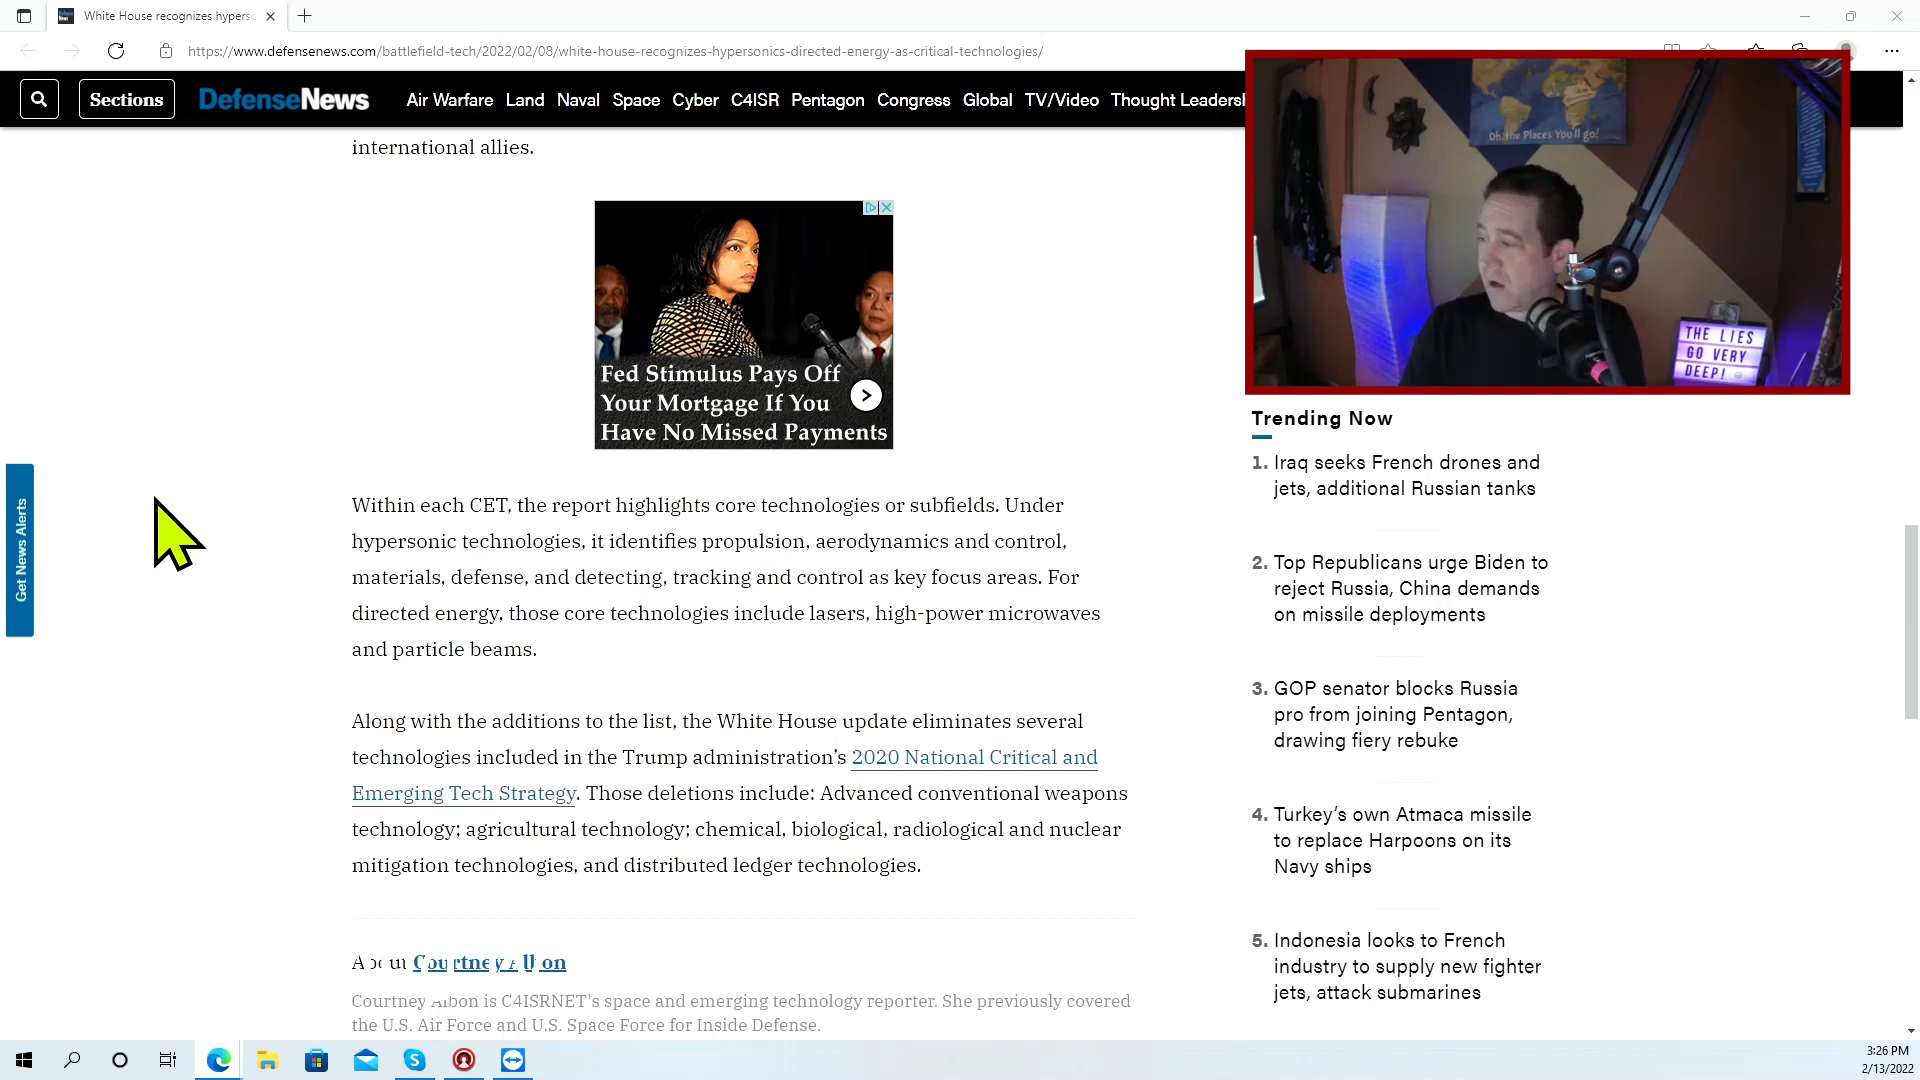 White House recognizes hypers
https://www.defensenews.com/battlefield-tech/2022/02/08/white-house-recognizes-hypersonics-directed-energy-as-critical-technologies/
Sections
DefenseNews
Air Warfare Land Naval Space Cyber C4ISR Pentagon Congress Global TV/Video Thought Leadersl
international allies.
Oh, the Places You'll go!
THE LIES
GO VERY
DEEP!
Fed Stimulus Pays Off
Your Mortgage If You
Have No Missed Payments
Get News Alerts
Within each CET, the report highlights core technologies or subfields. Under
hypersonic technologies, it identifies propulsion, aerodynamics and control,
materials, defense, and detecting, tracking and control as key focus areas. For
directed energy, those core technologies include lasers, high-power microwaves
and particle beams.
Along with the additions to the list, the White House update eliminates several
technologies included in the Trump administration’s 2020 National Critical and
Emerging Tech Strategy. Those deletions include: Advanced conventional weapons
technology; agricultural technology; chemical, biological, radiological and nuclear
mitigation technologies, and distributed ledger technologies.
About Courtney Albon
Courtney Albon is C4ISRNET's space and emerging technology reporter. She previously covered
the U.S. Air Force and U.S. Space Force for Inside Defense.
Trending Now
1. Iraq seeks French drones and
jets, additional Russian tanks
2. Top Republicans urge Biden to
reject Russia, China demands
on missile deployments
3. GOP senator blocks Russia
pro from joining Pentagon,
drawing fiery rebuke
4. Turkey’s own Atmaca missile
to replace Harpoons on its
Navy ships
5. Indonesia looks to French
industry to supply new fighter
jets, attack submarines
3:26 PM
2/13/2022